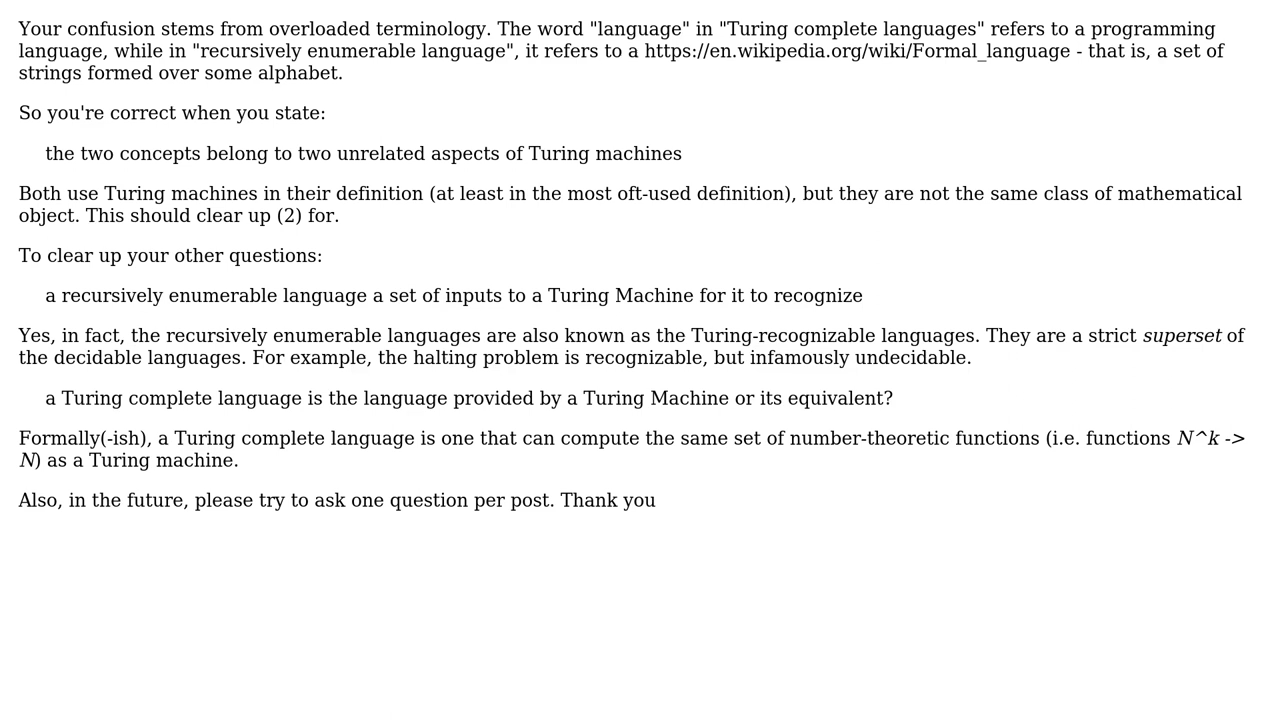 Your confusion stems from overloaded terminology. The word "language" in "Turing complete languages" refers to a programming
language, while in "recursively enumerable language", it refers to a https://en.wikipedia.org/wiki/Formal_language - that is, a set of
strings formed over some alphabet.
So you're correct when you state:
the two concepts belong to two unrelated aspects of Turing machines
Both use Turing machines in their definition (at least in the most oft-used definition), but they are not the same class of mathematical
object. This should clear up (2) for.
To clear up your other questions:
a recursively enumerable language a set of inputs to a Turing Machine for it to recognize
Yes, in fact, the recursively enumerable languages are also known as the Turing-recognizable languages. They are a strict superset of
the decidable languages. For example, the halting problem is recognizable, but infamously undecidable.
a Turing complete language is the language provided by a Turing Machine or its equivalent?
Formally(-ish), a Turing complete language is one that can compute the same set of number-theoretic functions (i.e. functions N^k ->
N) as a Turing machine.
Also, in the future, please try to ask one question per post. Thank you